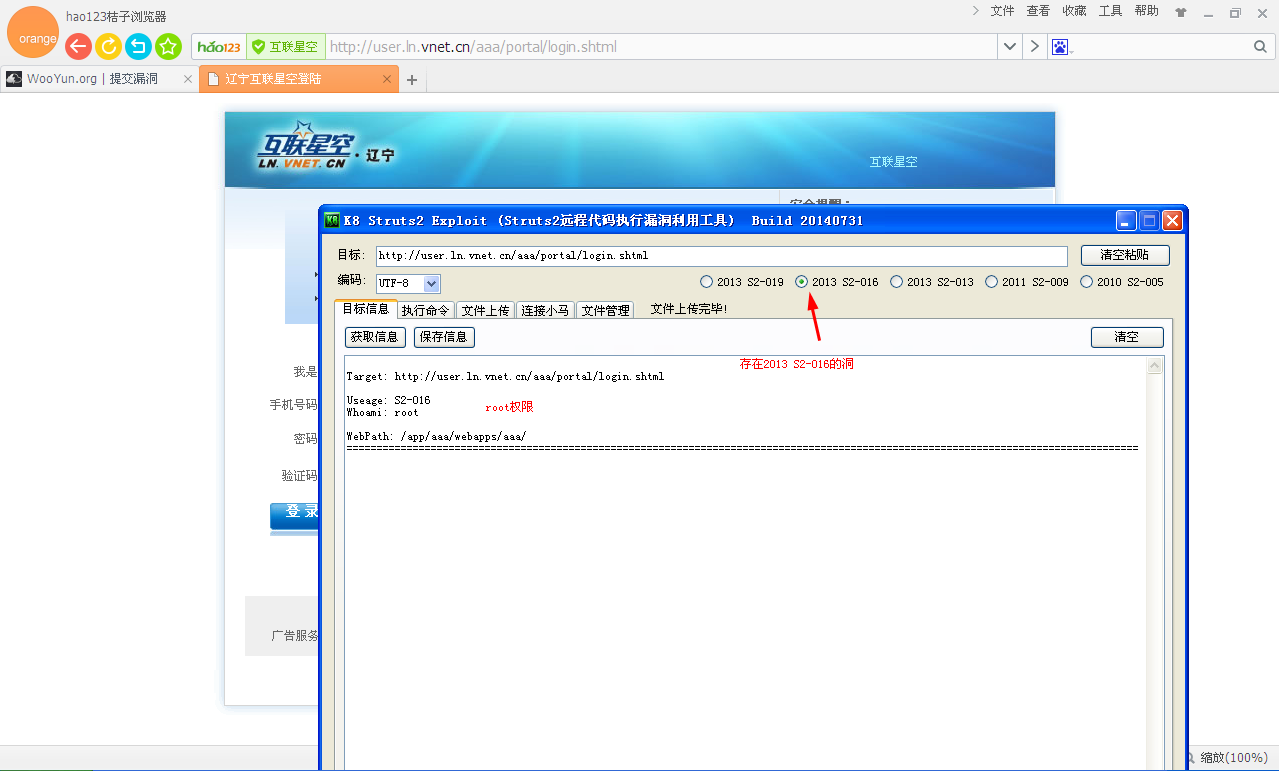 hao123桔子浏览器
文件 查看 收藏 工具 帮助
orange
hao123 互联星空 http://user.ln.vnet.cn/aaa/portal/login.shtml
WooYun.org | 提交漏洞
辽宁互联星空登陆
互联星空·辽宁
LN.VNET.CN
互联星空
K8 Struts2 Exploit (Struts2远程代码执行漏洞利用工具) Build 20140731
目标: http://user.ln.vnet.cn/aaa/portal/login.shtml 清空粘贴
编码: UTF-8 2013 S2-019 2013 S2-016 2013 S2-013 2011 S2-009 2010 S2-005
目标信息 执行命令 文件上传 连接小马 文件管理 文件上传完毕!
获取信息 保存信息 清空
存在2013 S2-016的洞
Target: http://user.ln.vnet.cn/aaa/portal/login.shtml
Useage: S2-016
Whoami: root
root权限
WebPath: /app/aaa/webapps/aaa/
====================================================================================================================================
我是
手机号码
密码
验证码
登 录
广告服务
缩放(100%)